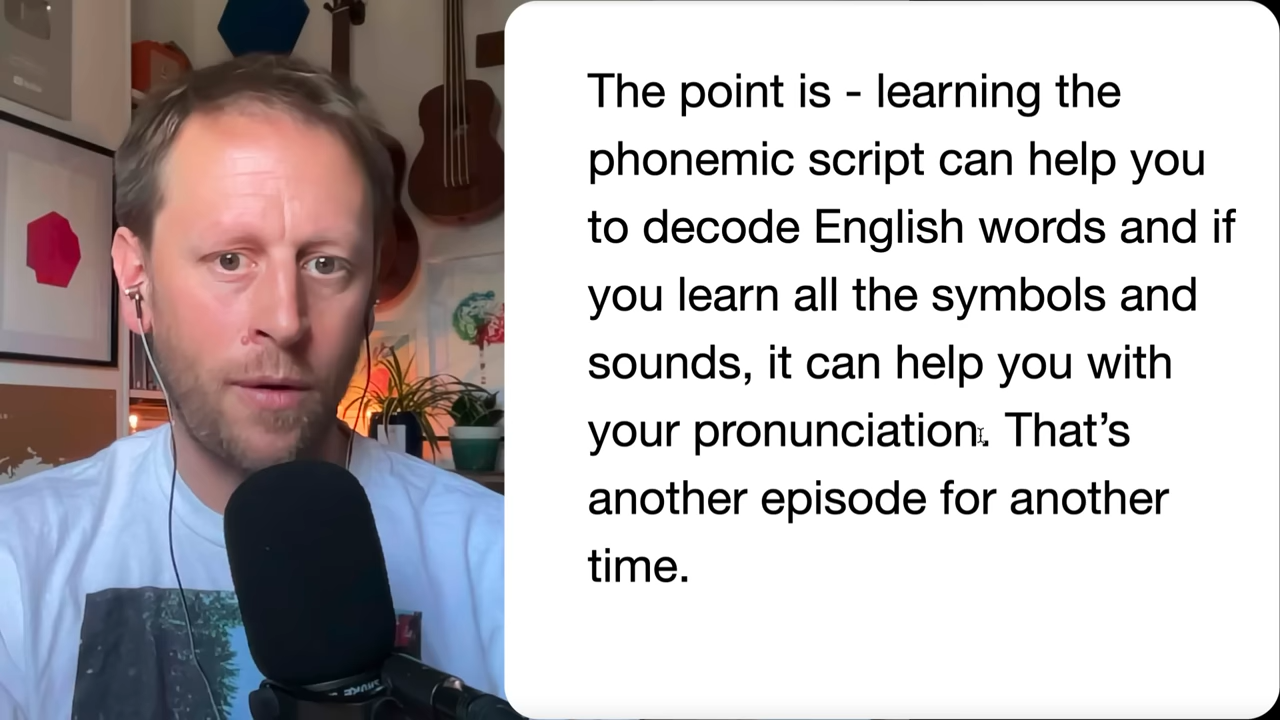 The point is - learning the
phonemic script can help you
to decode English words and if
you learn all the symbols and
sounds, it can help you with
your pronunciation. That’s
another episode for another
time.